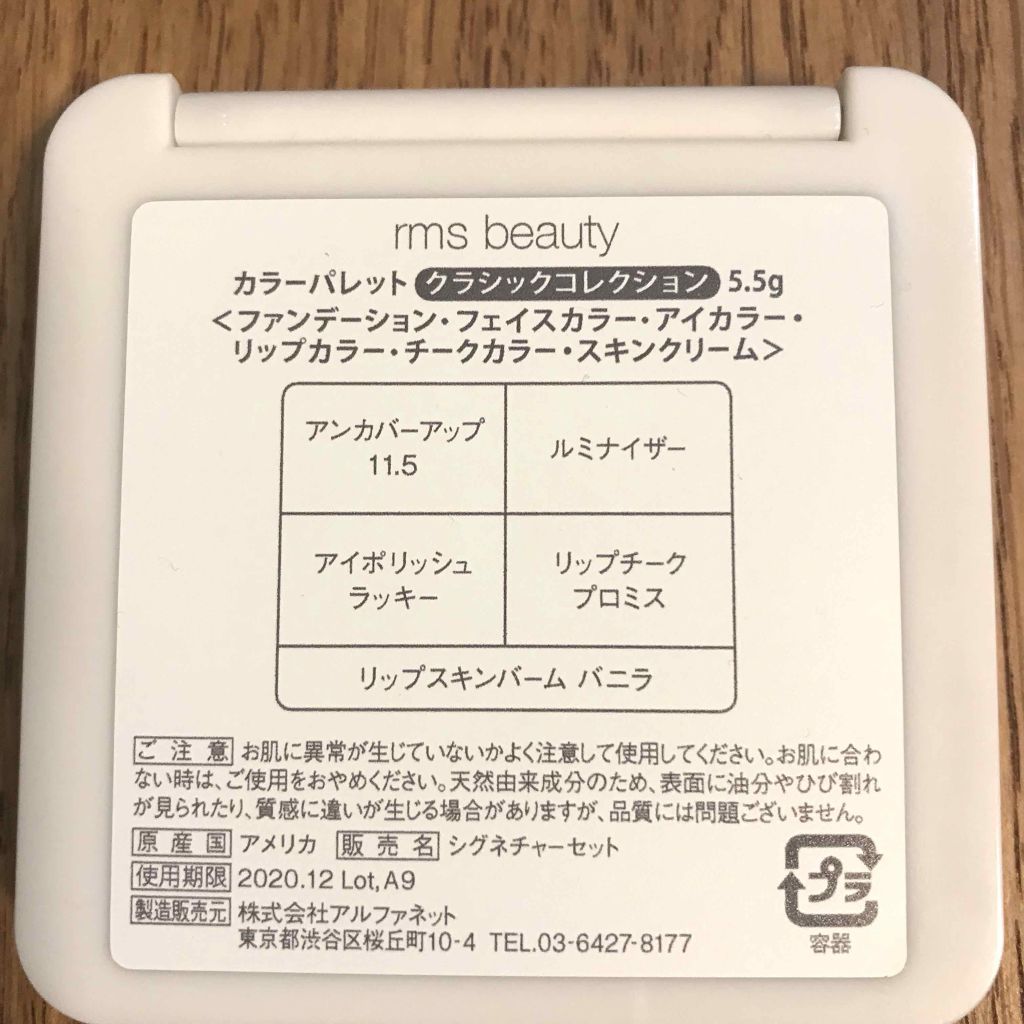 rms beauty
カラーパレット クラシックコレクション 5.5g
<ファンデーション・フェイスカラー・アイカラー・
リップカラー・チークカラー・スキンクリーム>
アンカバーアップ
11.5
ルミナイザー
アイポリッシュ
ラッキー
リップチーク
プロミス
リップスキンバーム バニラ
ご注意 お肌に異常が生じていないかよく注意して使用してください。お肌に合わ
ない時は、ご使用をおやめください。天然由来成分のため、表面に油分やひび割れ
が見られたり、質感に違いが生じる場合がありますが、品質には問題ございません。
原産国 アメリカ 販売名 シグネチャーセット
使用期限 2020.12 Lot,A9
製造販売元 株式会社アルファネット
東京都渋谷区桜丘町10-4 TEL.03-6427-8177
プラ
容器